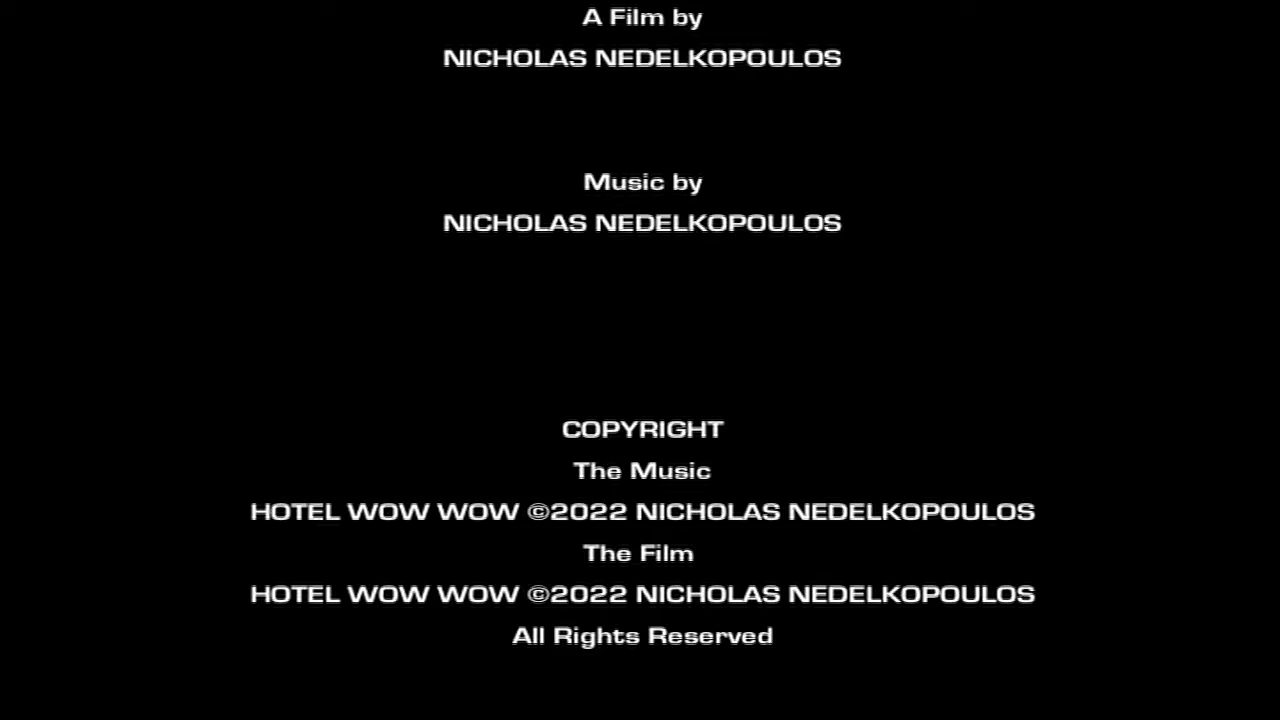 A Film by
NICHOLAS NEDELKOPOULOS
Music by
NICHOLAS NEDELKOPOULOS
COPYRIGHT
The Music
HOTEL WOW WOW ©2022 NICHOLAS NEDELKOPOULOS
The Film
HOTEL WOW WOW ©2022 NICHOLAS NEDELKOPOULOS
All Rights Reserved